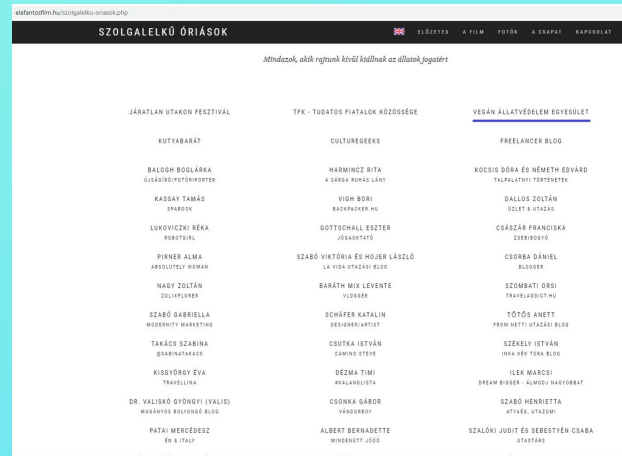 elefantosfilm.hu/szolgalelku-oriasok.php
SZOLGALELKŰ ÓRIÁSOK
ELŐZETES A FILM FOTÓK A CSAPAT KAPCSOLAT
Mindazok, akik rajtunk kívül kiállnak az állatok jogaiért
JÁRATLAN UTAKON FESZTIVÁL TFK - TUDATOS FIATALOK KÖZÖSSÉGE VEGÁN ÁLLATVÉDELEM EGYESÜLET
KUTYABARÁT CULTUREGEEKS FREELANCER BLOG
BALOGH BOGLÁRKA HARMINCZ RITA KOCSIS DÓRA ÉS NÉMETH EDVÁRD
ÚJSÁGÍRÓ/FOTÓRIPORTER A SÁRGA RUHÁS LÁNY TALPALATNYI TÖRTÉNETEK
KASSAY TAMÁS VIGH BORI DALLOS ZOLTÁN
SPABOOK BACKPACKER.HU ÜZLET & UTAZÁS
LUKOVICZKI RÉKA GOTTSCHALL ESZTER CSÁSZÁR FRANCISKA
ROBOTGIRL JÓGAOKTATÓ ZSEBIBOGYÓ
PIRNER ALMA SZABÓ VIKTÓRIA ÉS HOJER LÁSZLÓ CSORBA DÁNIEL
ABSOLUTELY WOMAN LA VIDA UTAZÁSI BLOG BLOGGER
NAGY ZOLTÁN BARÁTH MIX LEVENTE SZOMBATI ORSI
ZOLIXPLORER VLOGGER TRAVELADDICT.HU
SZABÓ GABRIELLA SCHÄFER KATALIN TÖTÖS ANETT
MODERNITY MARKETING DESIGNER/ARTIST FROM NETTI UTAZÁSI BLOG
TAKÁCS SZABINA CSUTKA ISTVÁN SZÉKELY ISTVÁN
@SABINATAKACS CAMINO STEVE INKA KÉK TÚRA BLOG
KISGYÖRGY ÉVA DÉZMA TIMI ILEK MARCSI
TRAVELLINA #KALANDLISTA DREAM BIGGER - ÁLMODJ NAGYOBBAT
DR. VALISKÓ GYÖNGYI (VALIS) CSONKA GÁBOR SZABÓ HENRIETTA
MAGÁNYOS BOLYONGÓ BLOG VÁNDORBOY ATYAÉG, UTAZOM!
PATAI MERCÉDESZ ALBERT BERNADETTE SZALÓKI JUDIT ÉS SEBESTYÉN CSABA
ÉN & ITALY MINDENÜTT JÓÓÓ UTASTÁRS